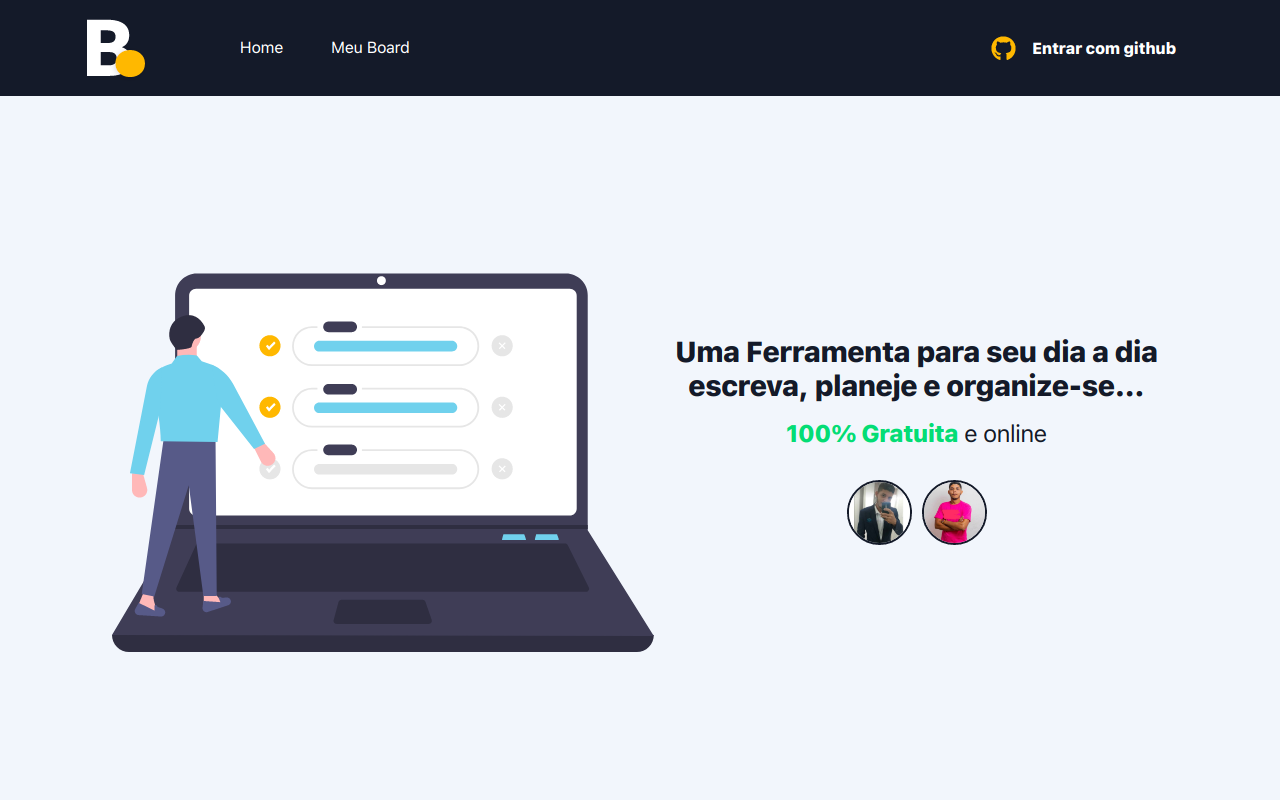 B
Home
Meu Board
Entrar com github
Uma Ferramenta para seu dia a dia
escreva, planeje e organize-se...
100% Gratuita e online